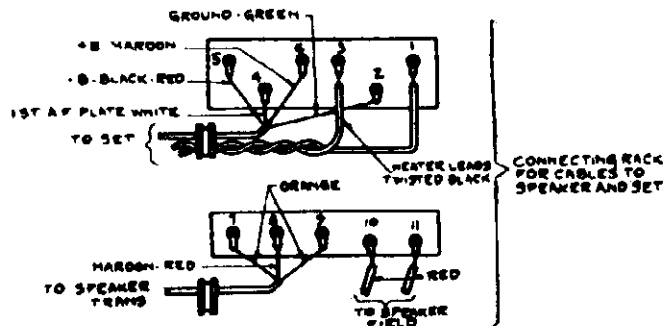 GROUND-GREEN
+B MAROON
+B-BLACK-RED
1ST A F PLATE WHITE
TO SET
5 4 6 3 2 1
HEATER LEADS
TWISTED BLACK
CONNECTING RACK
FOR CABLES TO
SPEAKER AND SET
ORANGE
7 8 9 10 11
MAROON-RED
RED
TO SPEAKER
TRANS
TO SPEAKER
FIELD